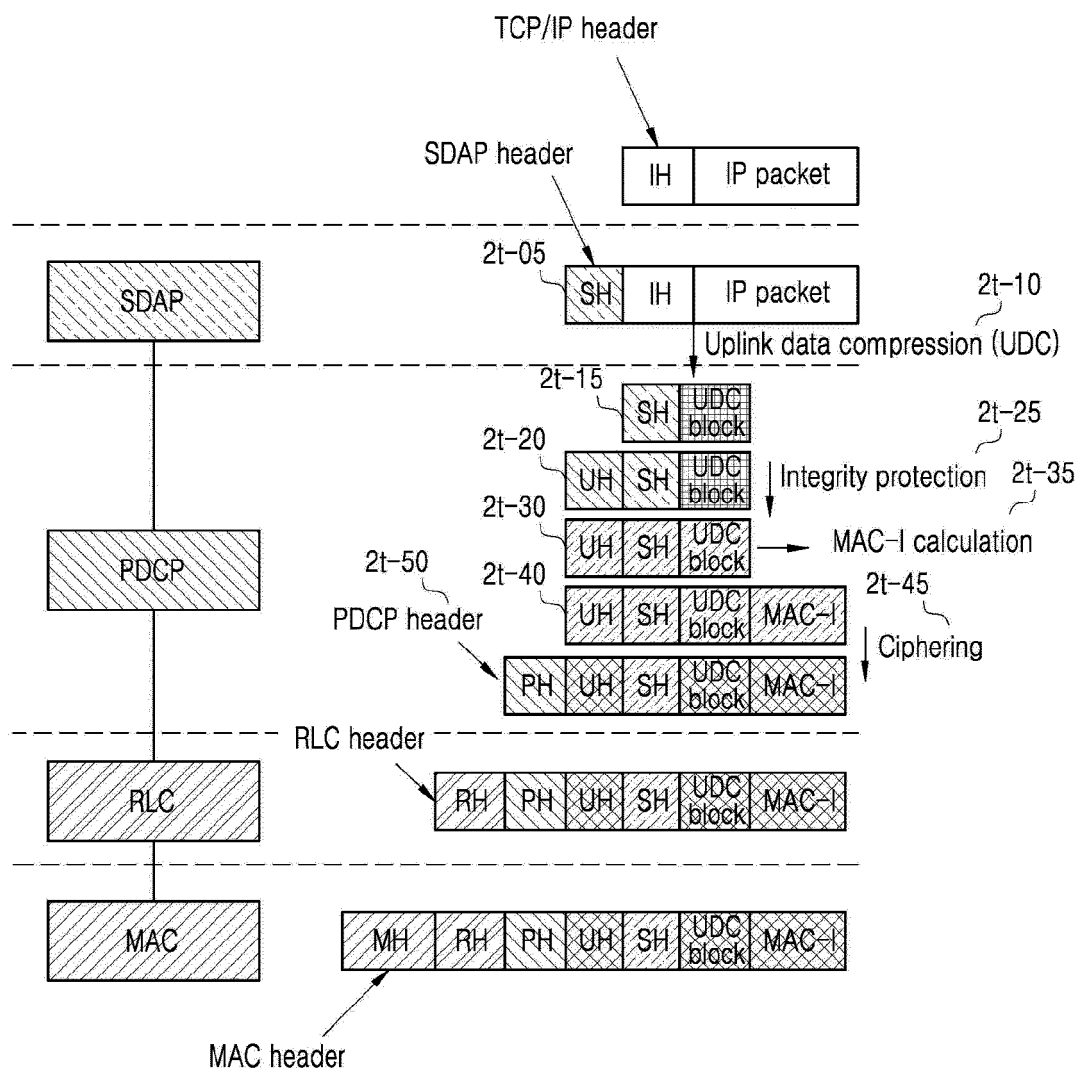 TCP/IP header
SDAP header
IH IP packet
2t-05
SDAP
SH IH IP packet
2t-10
Uplink data compression (UDC)
2t-15
SH UDC block
2t-25
2t-20
UH SH UDC block
Integrity protection
2t-35
2t-30
UH SH UDC block
MAC-I calculation
PDCP
2t-50
2t-40
2t-45
PDCP header
UH SH UDC block MAC-I
Ciphering
PH UH SH UDC block MAC-I
RLC header
RLC
RH PH UH SH UDC block MAC-I
MAC
MH RH PH UH SH UDC block MAC-I
MAC header